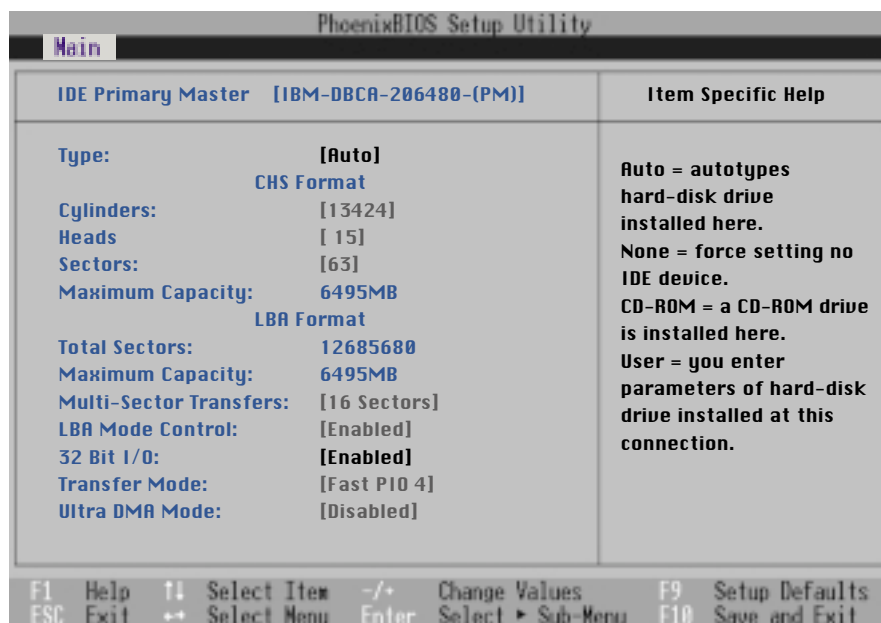 PhoenixBIOS Setup Utility
Main
IDE Primary Master [IBM-DBCA-206480-(PM)]
Item Specific Help
Type: [Auto]
CHS Format
Cylinders: [13424]
Heads [ 15]
Sectors: [63]
Maximum Capacity: 6495MB
LBA Format
Total Sectors: 12685680
Maximum Capacity: 6495MB
Multi-Sector Transfers: [16 Sectors]
LBA Mode Control: [Enabled]
32 Bit I/O: [Enabled]
Transfer Mode: [Fast PIO 4]
Ultra DMA Mode: [Disabled]
Auto = autotypes
hard-disk drive
installed here.
None = force setting no
IDE device.
CD-ROM = a CD-ROM drive
is installed here.
User = you enter
parameters of hard-disk
drive installed at this
connection.
F1 Help ↑↓ Select Item -/+ Change Values F9 Setup Defaults
ESC Exit ↔ Select Menu Enter Select ▶ Sub-Menu F10 Save and Exit